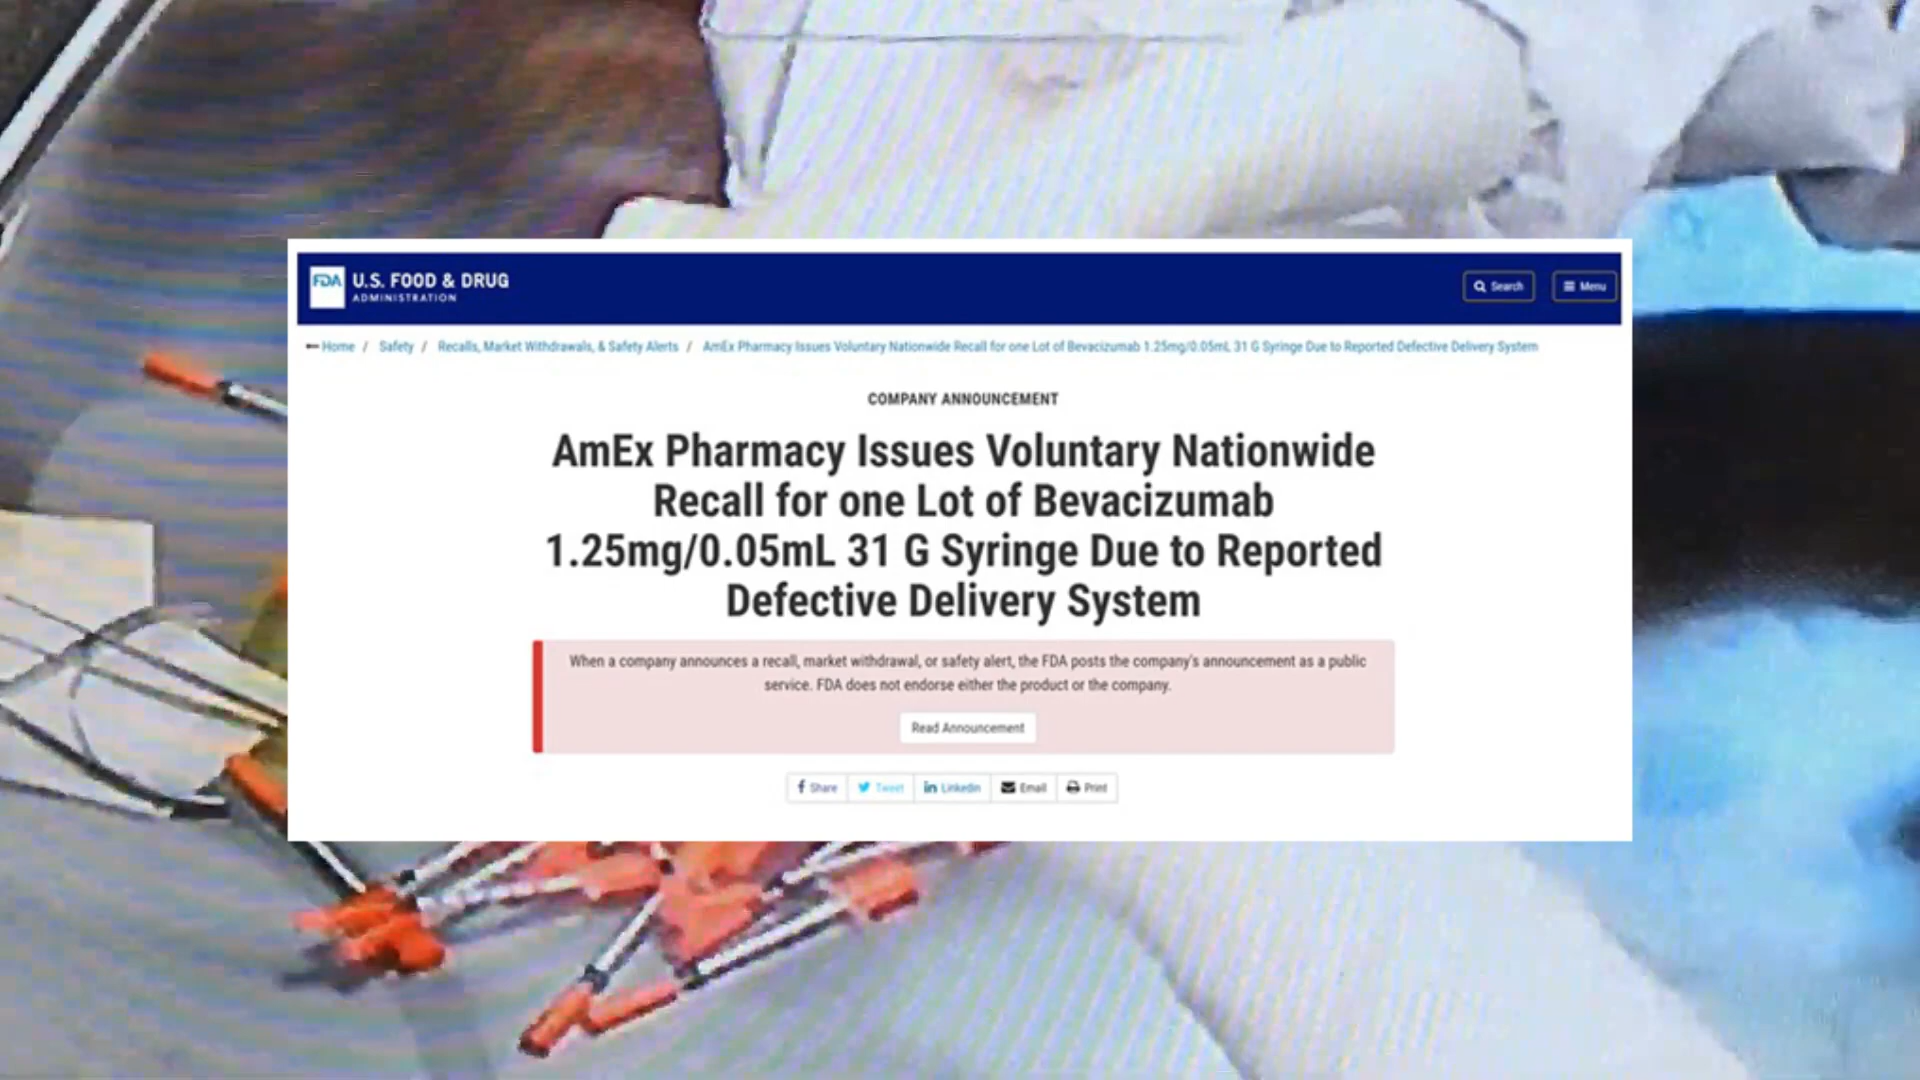 FDA U.S. FOOD & DRUG
ADMINISTRATION
Search
Menu
Home / Safety / Recalls, Market Withdrawals, & Safety Alerts / AmEx Pharmacy Issues Voluntary Nationwide Recall for one Lot of Bevacizumab 1.25mg/0.05mL 31 G Syringe Due to Reported Defective Delivery System
COMPANY ANNOUNCEMENT
AmEx Pharmacy Issues Voluntary Nationwide
Recall for one Lot of Bevacizumab
1.25mg/0.05mL 31 G Syringe Due to Reported
Defective Delivery System
When a company announces a recall, market withdrawal, or safety alert, the FDA posts the company's announcement as a public
service. FDA does not endorse either the product or the company.
Read Announcement
Share Tweet Linkedin Email Print